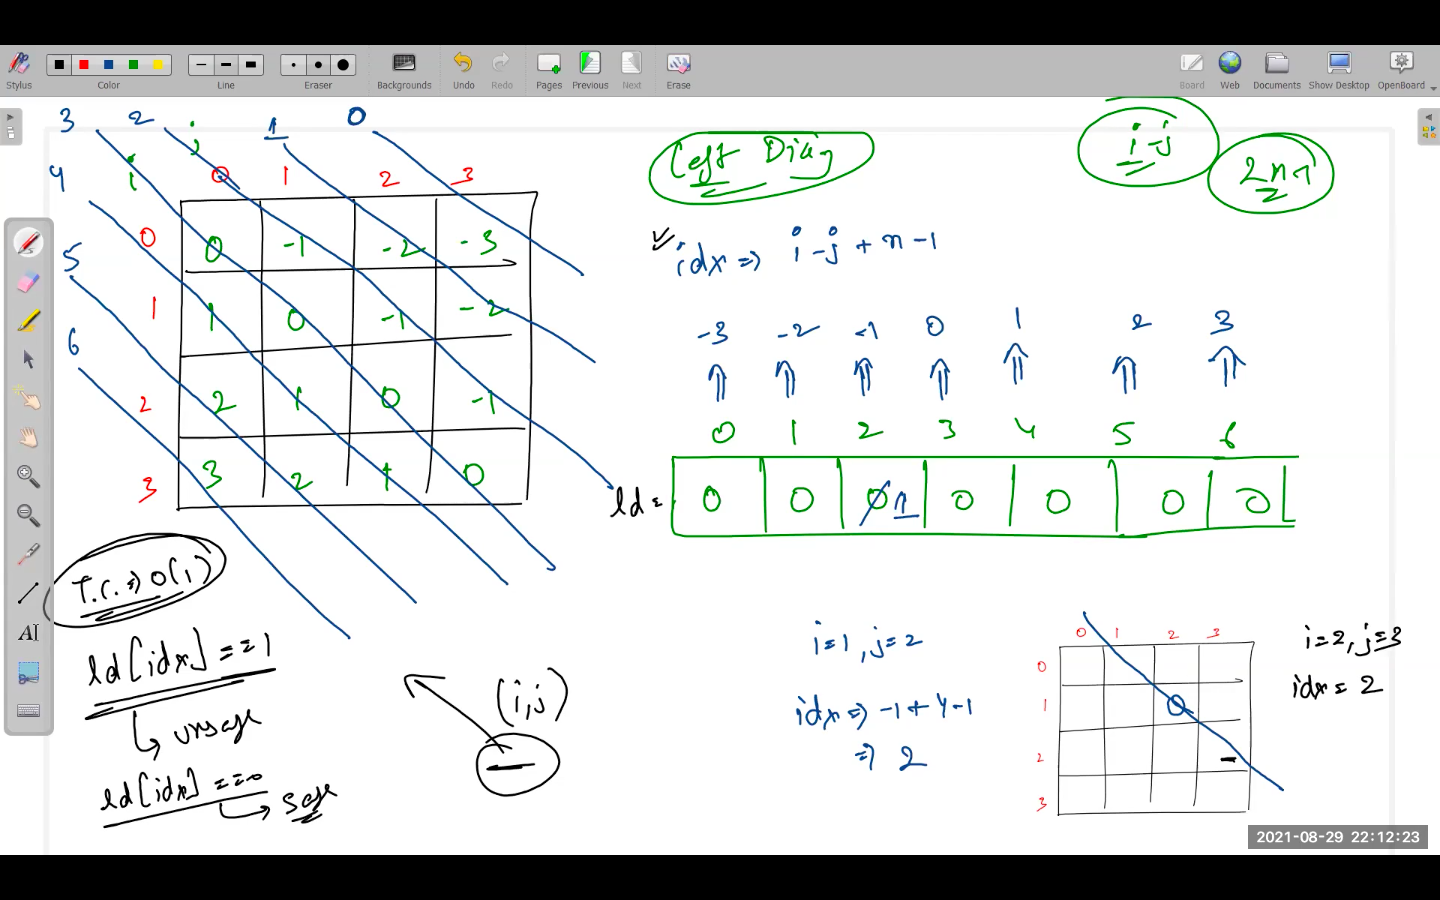 Stylus Color Line Eraser Backgrounds Undo Redo Pages Previous Next Erase Board Web Documents Show Desktop OpenBoard
3 2 j 1 0
4 i 0 1 2 3
0 0 -1 -2 -3
5
1 1 0 -1 -2
6
2 2 1 0 -1
3 3 2 1 0
Left Diag
i-j
2n-1
idx => i-j+n-1
-3 -2 -1 0 1 2 3
0 1 2 3 4 5 6
ld = 0 0 0 1 0 0 0 0
T.C. => O(1)
ld[idx] == 1
unsafe
ld[idx] == 0
safe
(i,j)
i=1, j=2
idx => -1+4-1
=> 2
0 1 2 3
0
1
2
3
i=2, j=3
idx = 2
AI
2021-08-29 22:12:23